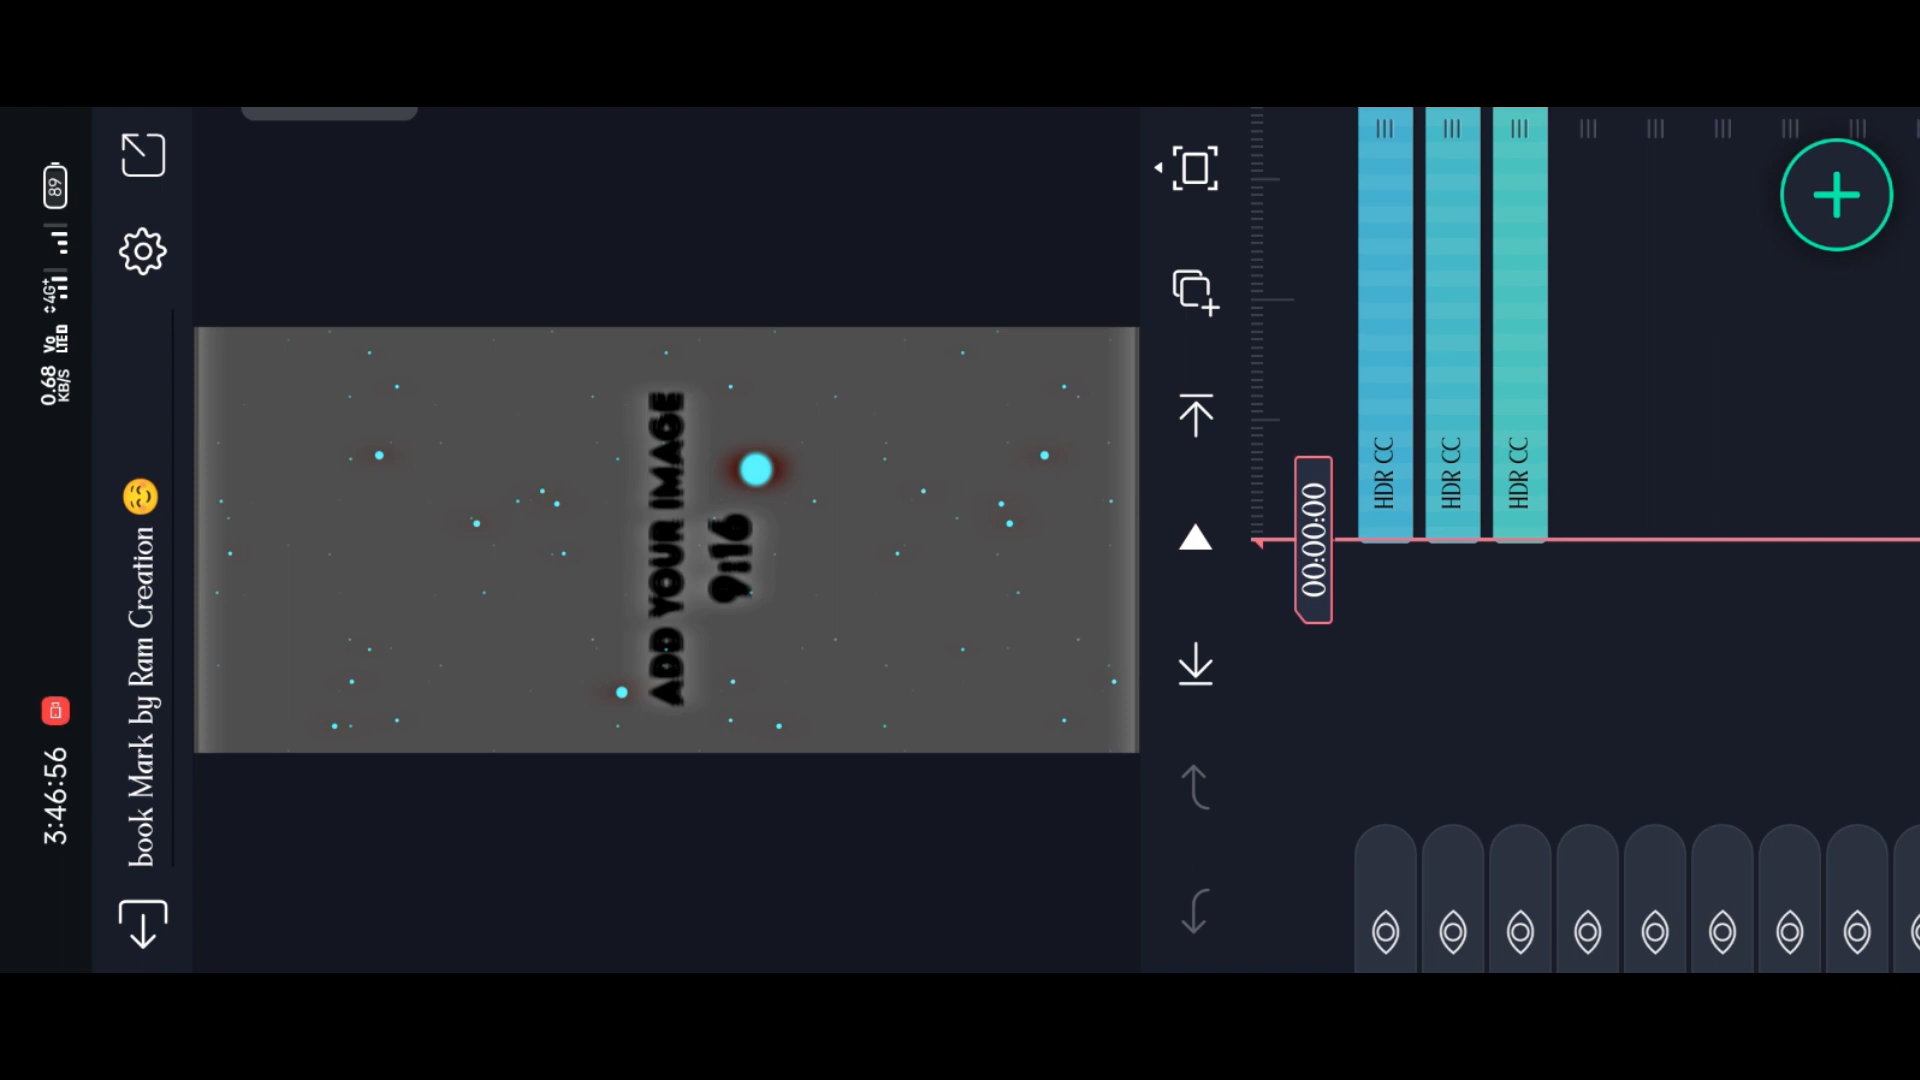 3:46:56
0.68 KB/S
Vo LTE
4G+
89
book Mark by Ram Creation 😊
ADD YOUR IMAGE
9:16
00:00:00
HDR CC
HDR CC
HDR CC